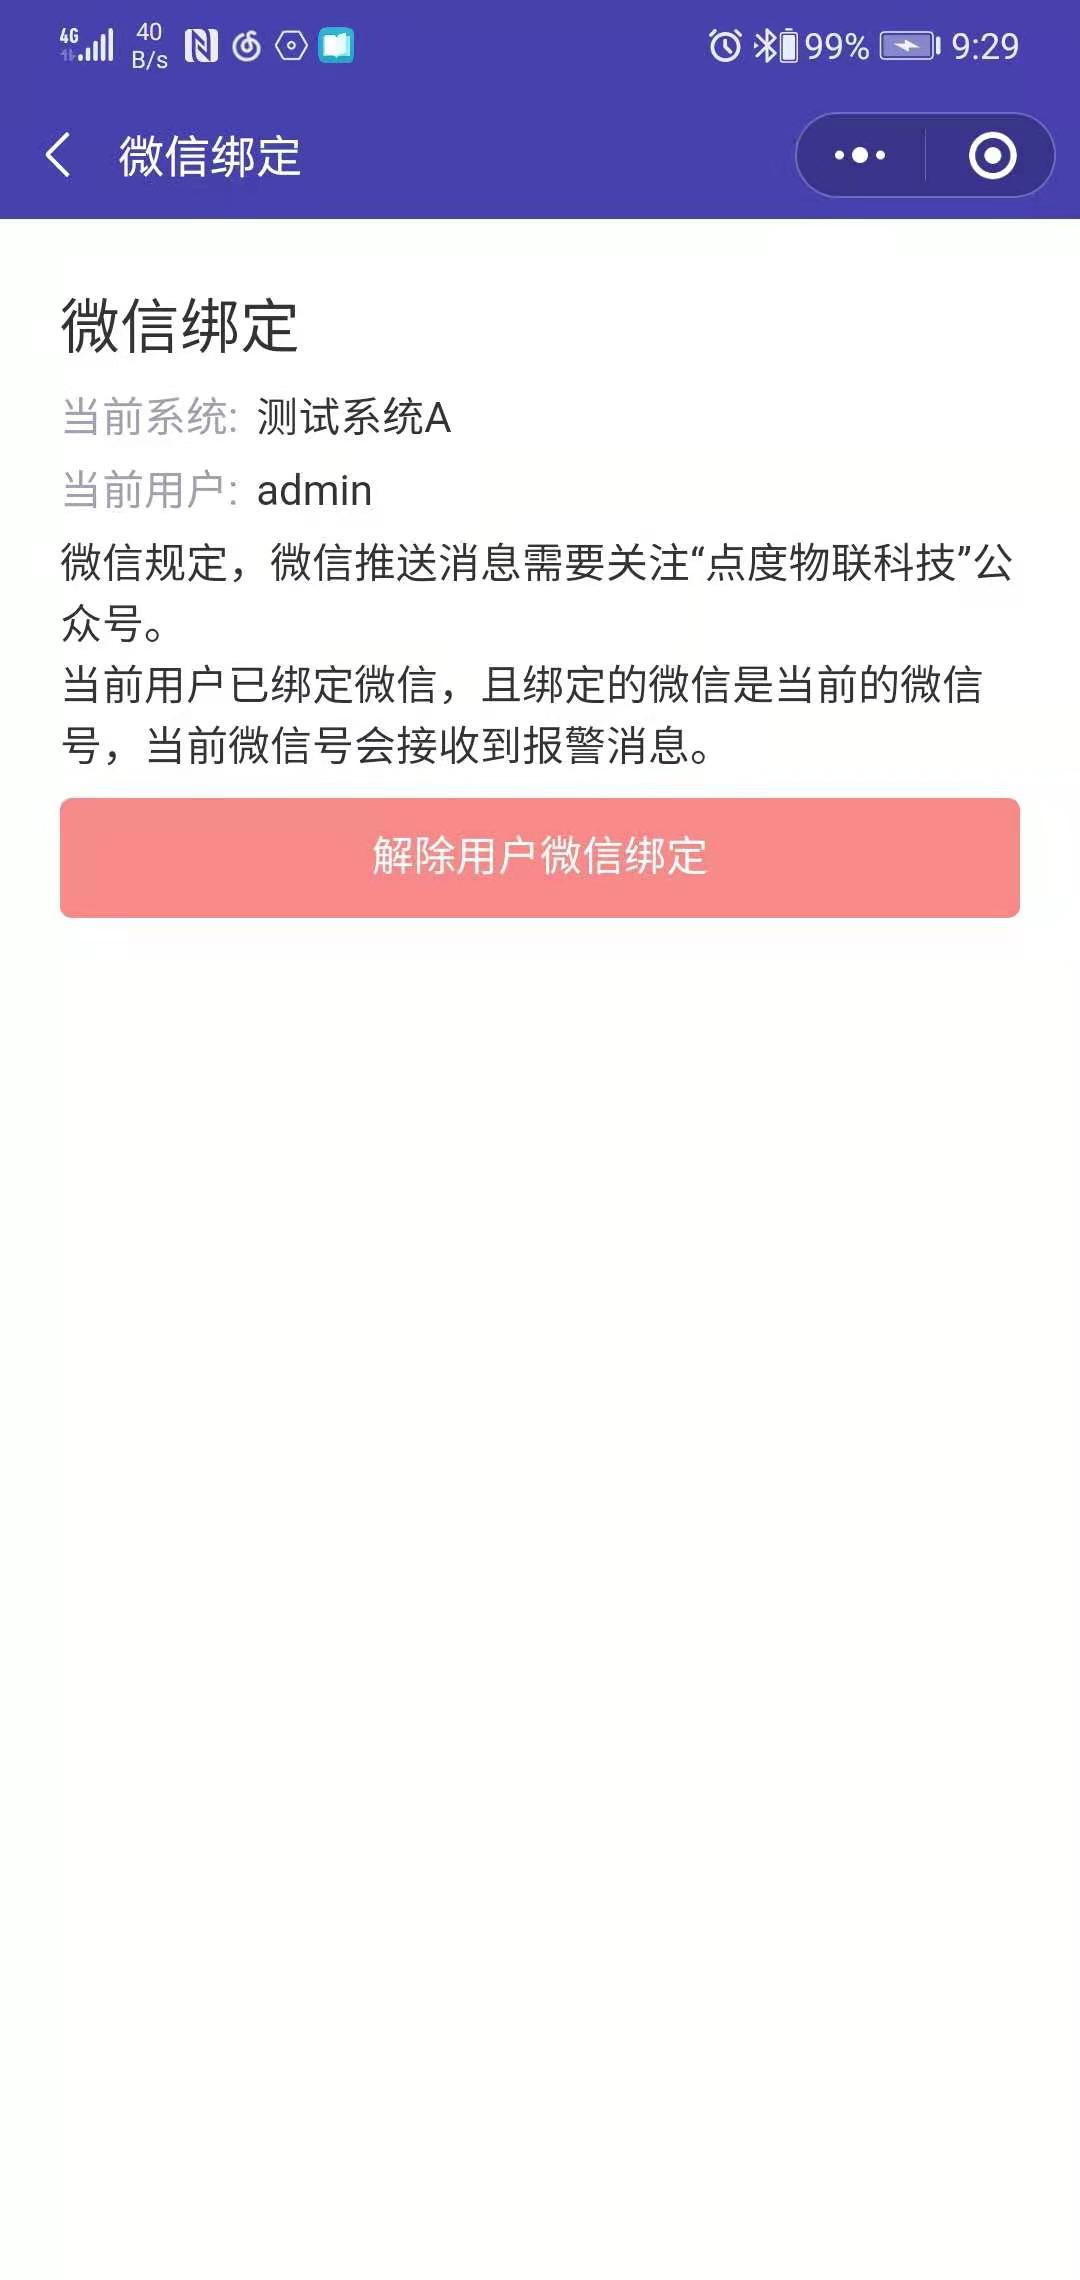 4G
40
B/s
99%
9:29
微信绑定
微信绑定
当前系统: 测试系统A
当前用户: admin
微信规定，微信推送消息需要关注“点度物联科技”公
众号。
当前用户已绑定微信，且绑定的微信是当前的微信
号，当前微信号会接收到报警消息。
解除用户微信绑定